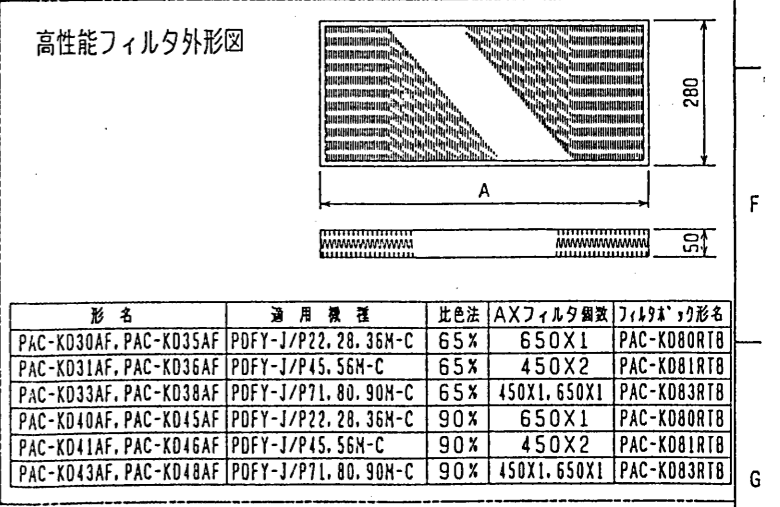 高性能フィルタ外形図
280
A
50
F
形名 適用機種 比色法 AXフィルタ個数 フィルタボックス形名
PAC-KD30AF, PAC-KD35AF PDFY-J/P22, 28, 36M-C 65% 650X1 PAC-KD80RTB
PAC-KD31AF, PAC-KD36AF PDFY-J/P45, 56M-C 65% 450X2 PAC-KD81RTB
PAC-KD33AF, PAC-KD38AF PDFY-J/P71, 80, 90M-C 65% 450X1, 650X1 PAC-KD83RTB
PAC-KD40AF, PAC-KD45AF PDFY-J/P22, 28, 36M-C 90% 650X1 PAC-KD80RTB
PAC-KD41AF, PAC-KD46AF PDFY-J/P45, 56M-C 90% 450X2 PAC-KD81RTB
PAC-KD43AF, PAC-KD48AF PDFY-J/P71, 80, 90M-C 90% 450X1, 650X1 PAC-KD83RTB
G